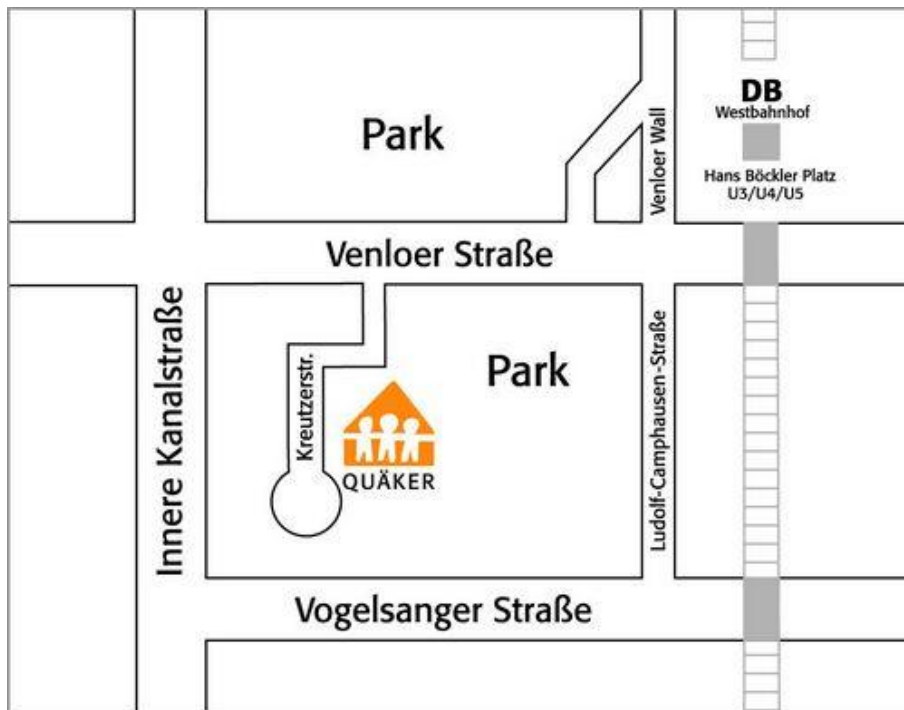 DB
Westbahnhof
Park
Venloer Wall
Hans Böckler Platz
U3/U4/U5
Venloer Straße
Innere Kanalstraße
Kreutzerstr.
Park
Ludolf-Camphausen-Straße
QUÄKER
Vogelsanger Straße